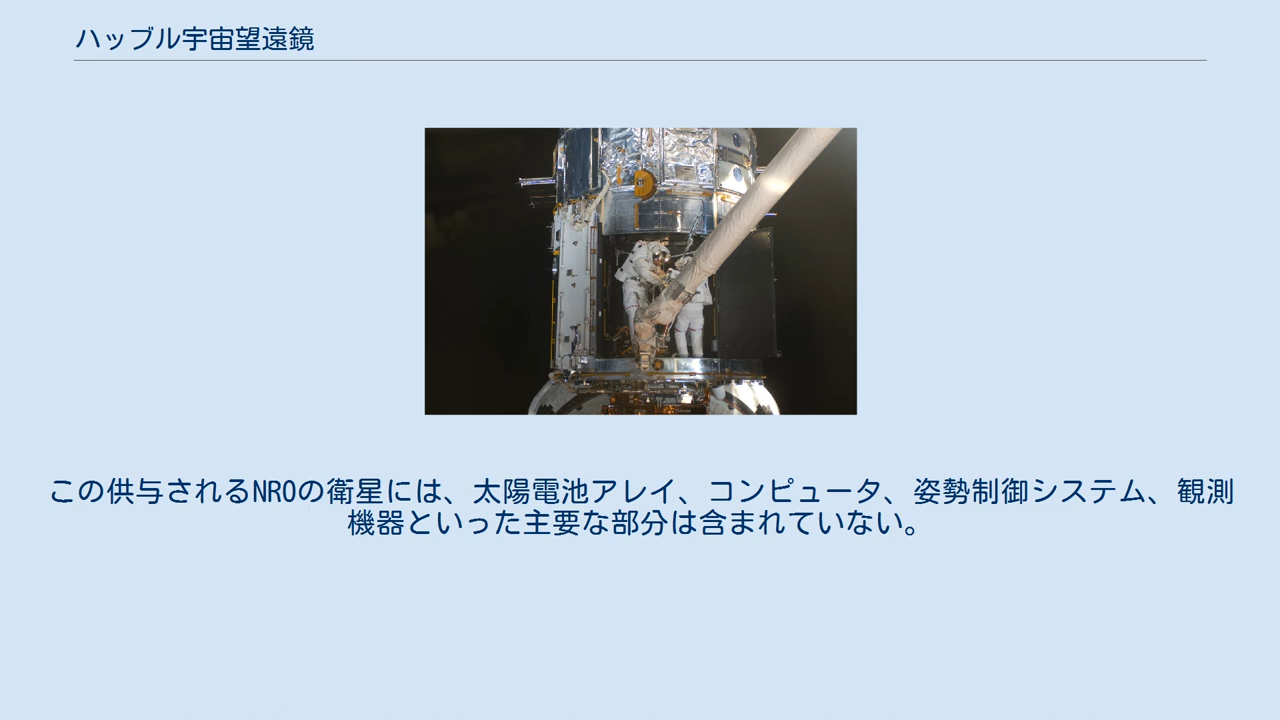 ハッブル宇宙望遠鏡
この供与されるNROの衛星には、太陽電池アレイ、コンピュータ、姿勢制御システム、観測
機器といった主要な部分は含まれていない。